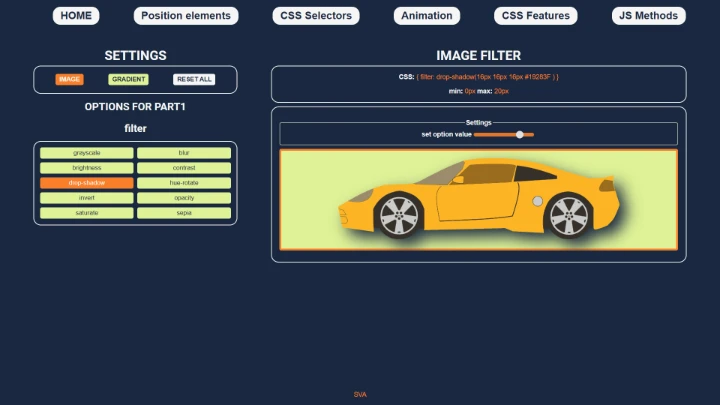 HOME Position elements CSS Selectors Animation CSS Features JS Methods
SETTINGS
IMAGE GRADIENT RESET ALL
OPTIONS FOR PART1
filter
grayscale blur
brightness contrast
drop-shadow hue-rotate
invert opacity
saturate sepia
IMAGE FILTER
CSS: { filter: drop-shadow(16px 16px 16px #19283F ) }
min: 0px max: 20px
Settings
set option value
SVA